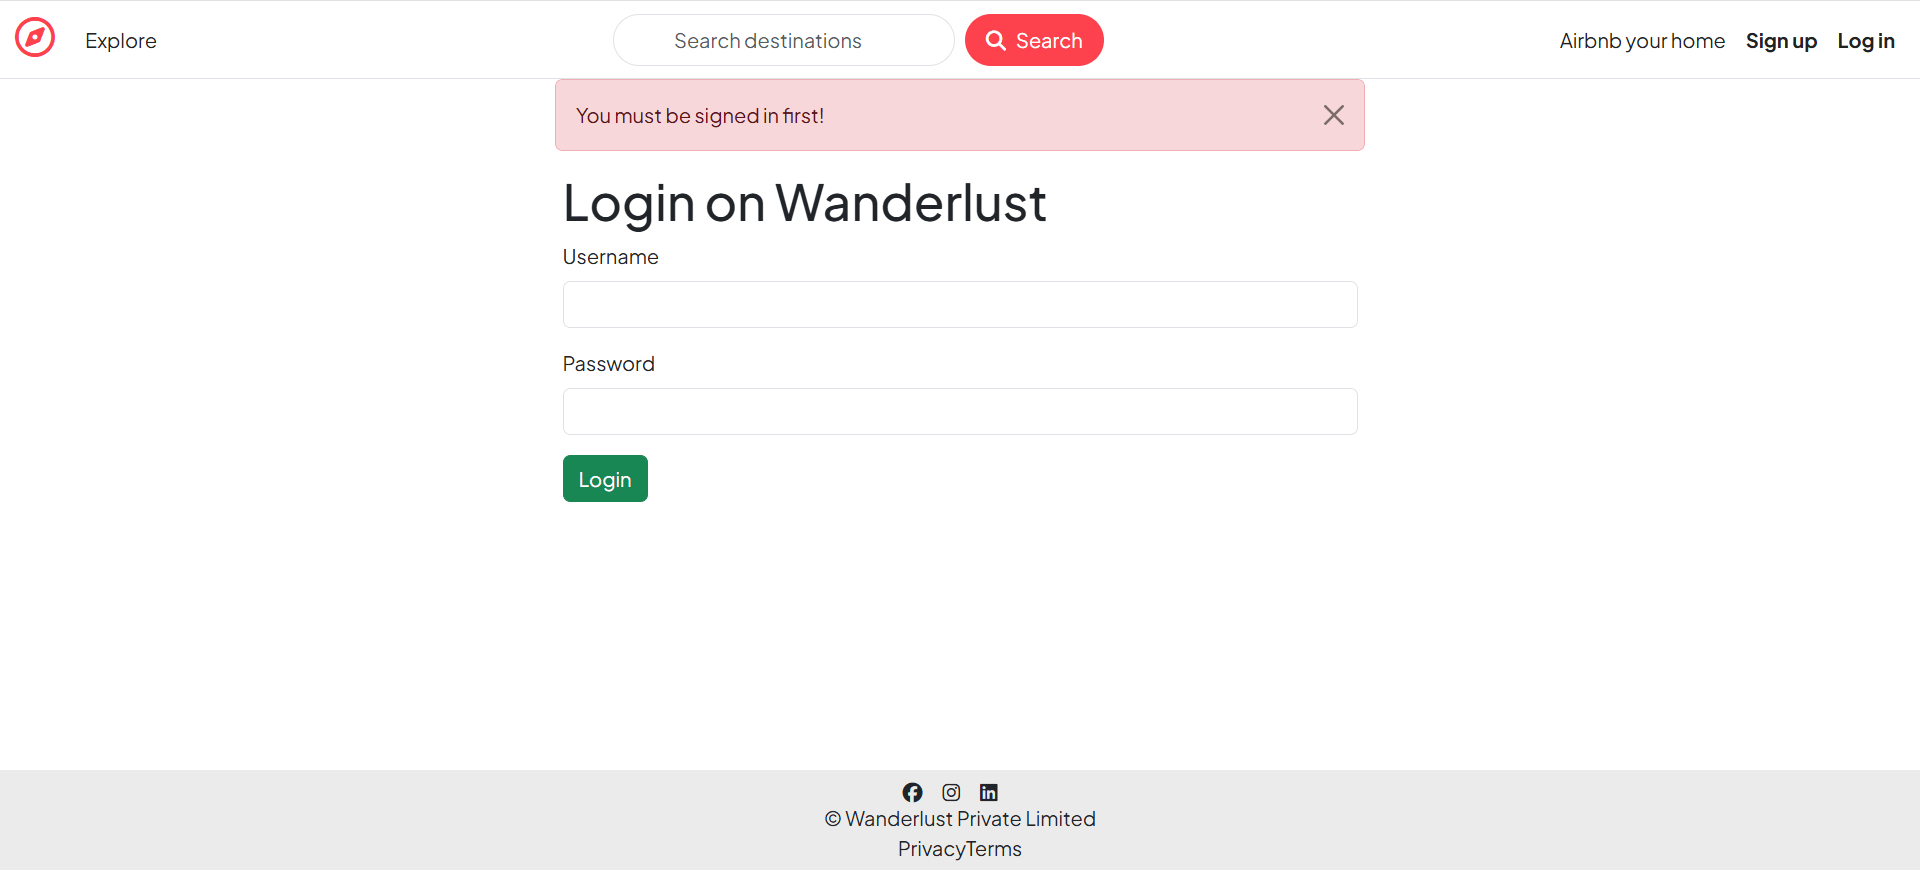 Explore
Search destinations
Search
Airbnb your home
Sign up
Log in
You must be signed in first!
Login on Wanderlust
Username
Password
Login
© Wanderlust Private Limited
PrivacyTerms